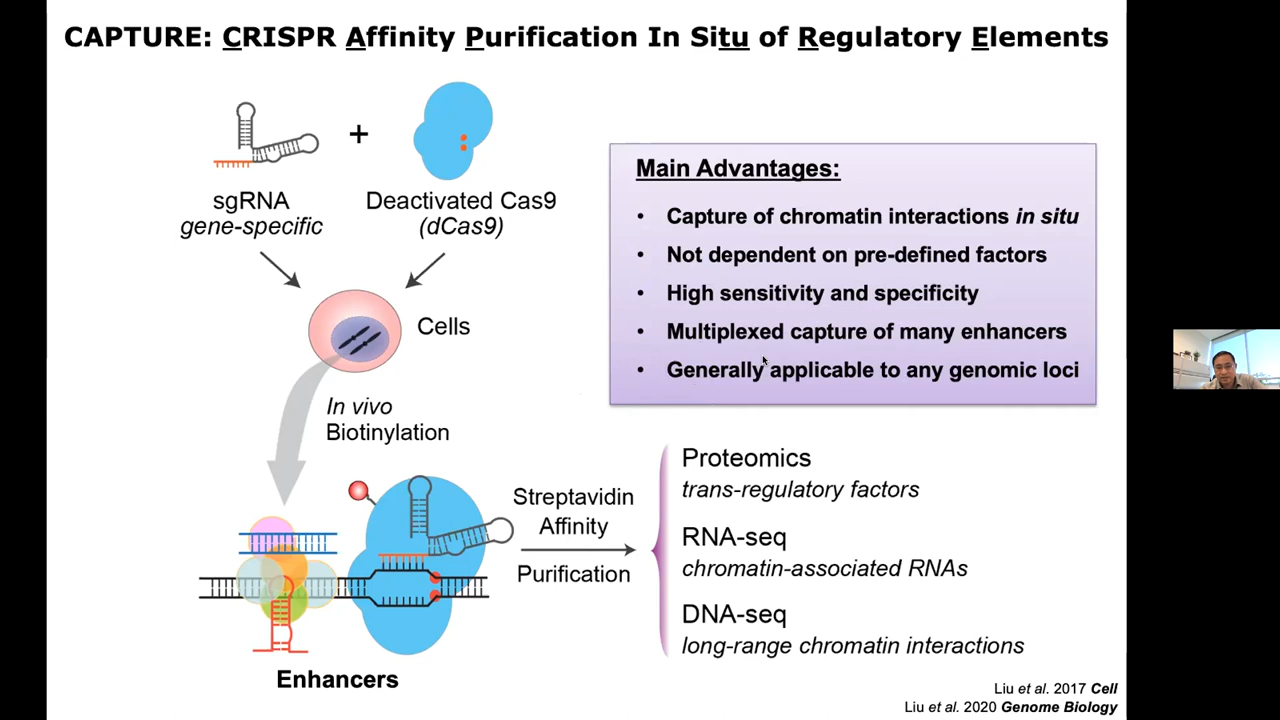 CAPTURE: CRISPR Affinity Purification In Situ of Regulatory Elements
+
sgRNA
gene-specific
Deactivated Cas9
(dCas9)
Cells
In vivo
Biotinylation
Enhancers
Streptavidin
Affinity
Purification
Main Advantages:
• Capture of chromatin interactions in situ
• Not dependent on pre-defined factors
• High sensitivity and specificity
• Multiplexed capture of many enhancers
• Generally applicable to any genomic loci
Proteomics
trans-regulatory factors
RNA-seq
chromatin-associated RNAs
DNA-seq
long-range chromatin interactions
Liu et al. 2017 Cell
Liu et al. 2020 Genome Biology